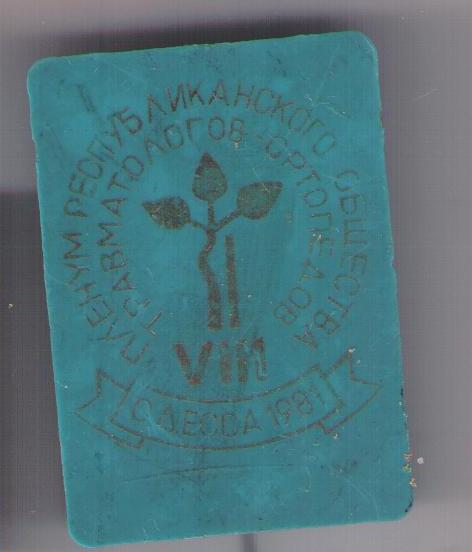 ПЛЕНУМ РЕСПУБЛИКАНСКОГО ОБЩЕСТВА
ТРАВМАТОЛОГОВ-ОРТОПЕДОВ
VIII
ОДЕССА 1981